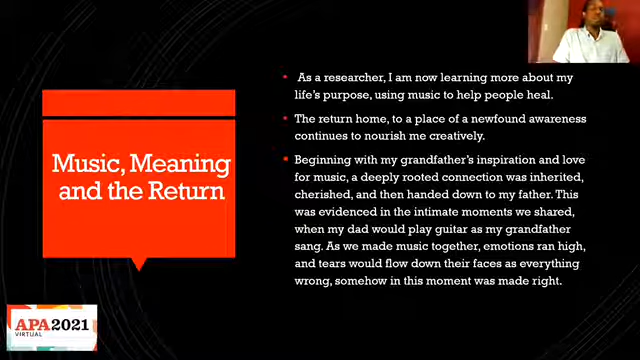 Music, Meaning
and the Return
• As a researcher, I am now learning more about my
life's purpose, using music to help people heal.
• The return home, to a place of a newfound awareness
continues to nourish me creatively.
• Beginning with my grandfather's inspiration and love
for music, a deeply rooted connection was inherited,
cherished, and then handed down to my father. This
was evidenced in the intimate moments we shared,
when my dad would play guitar as my grandfather
sang. As we made music together, emotions ran high,
and tears would flow down their faces as everything
wrong, somehow in this moment was made right.
APA2021
VIRTUAL